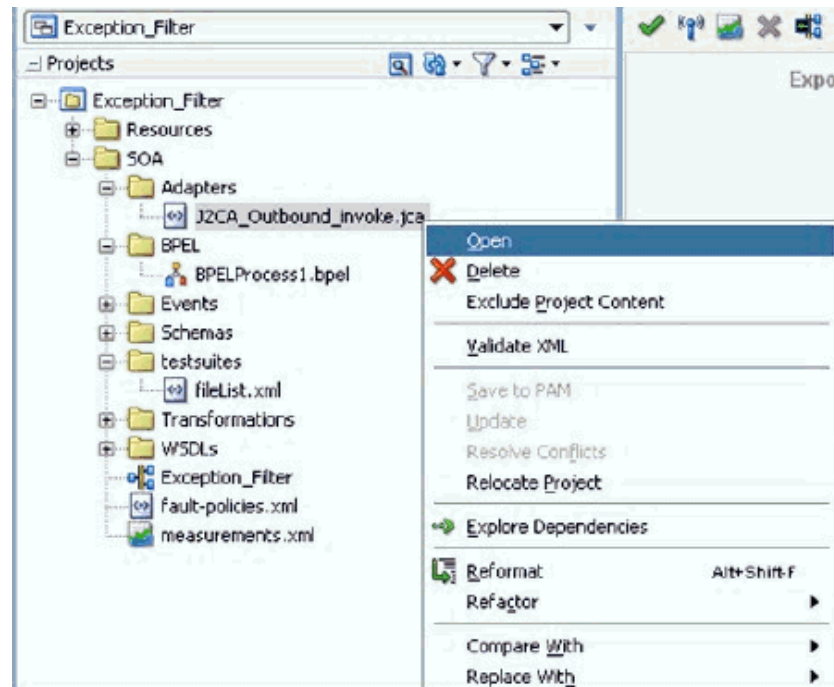 Exception_Filter
Projects
Expo
Exception_Filter
Resources
SOA
Adapters
J2CA_Outbound_invoke.jca
BPEL
BPELProcess1.bpel
Events
Schemas
testsuites
fileList.xml
Transformations
WSDLs
Exception_Filter
fault-policies.xml
measurements.xml
Open
Delete
Exclude Project Content
Validate XML
Save to PAM
Update
Resolve Conflicts
Relocate Project
Explore Dependencies
Reformat Alt+Shift-F
Refactor
Compare With
Replace With